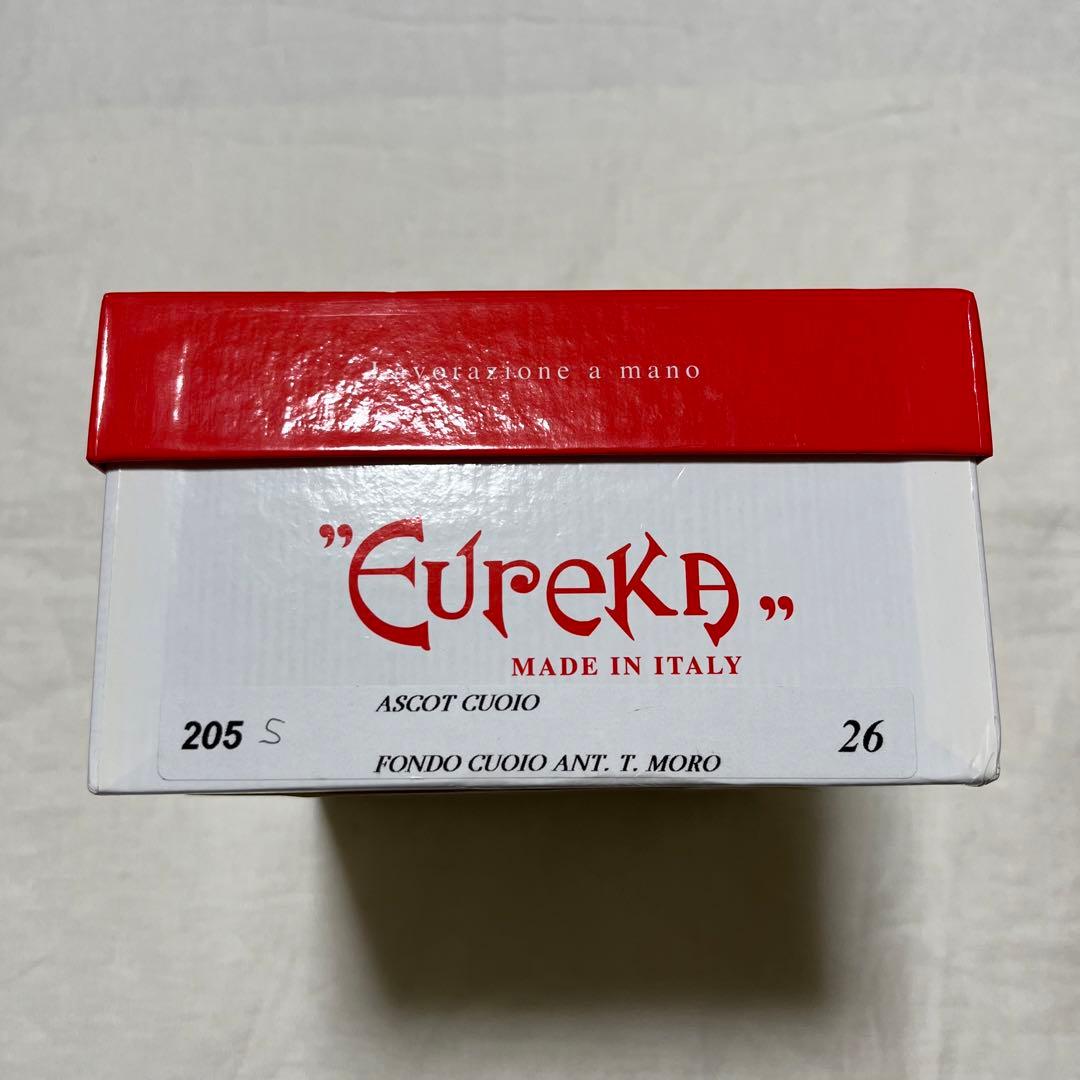 Lavorazione a mano
"EUreKA"
MADE IN ITALY
ASCOT CUOIO
205 S
26
FONDO CUOIO ANT. T. MORO